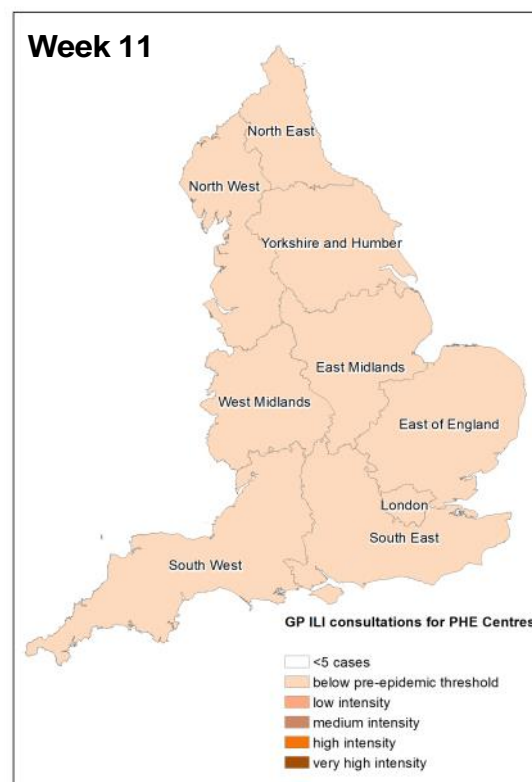 Week 11
North East
North West
Yorkshire and Humber
East Midlands
West Midlands
East of England
London
South East
South West
GP ILI consultations for PHE Centres
<5 cases
below pre-epidemic threshold
low intensity
medium intensity
high intensity
very high intensity